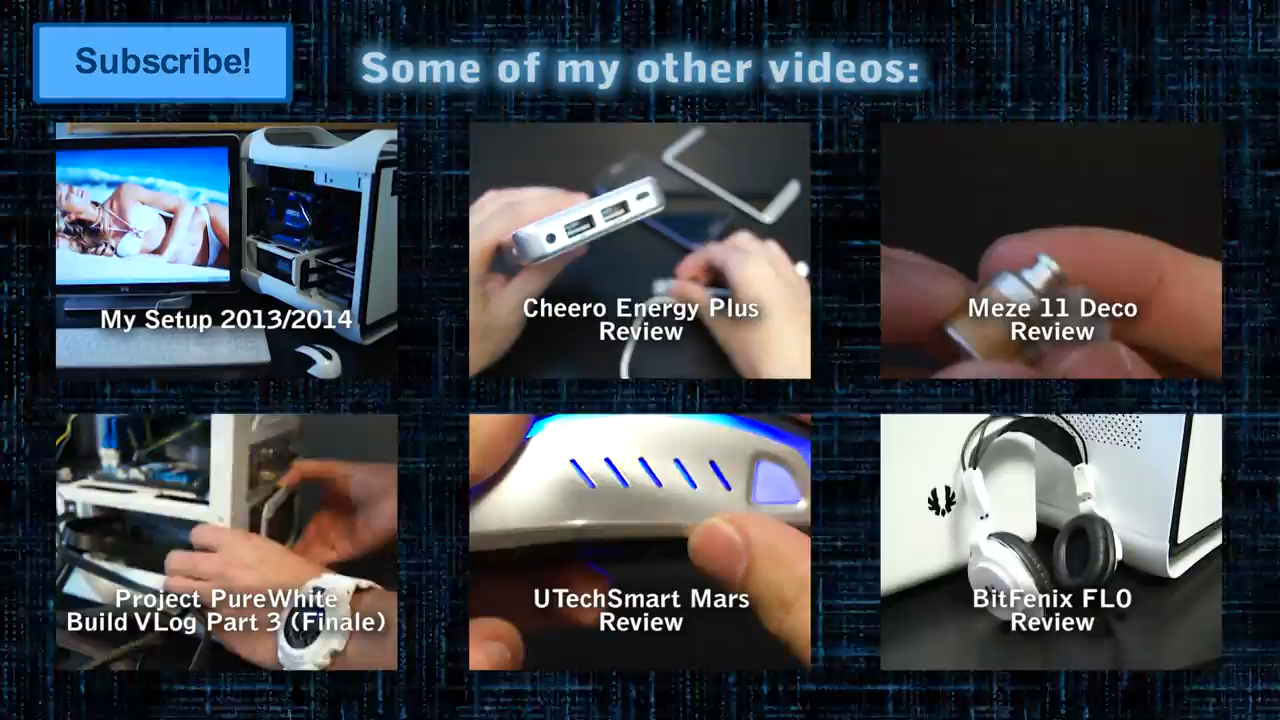 Subscribe!
Some of my other videos:
My Setup 2013/2014
Cheero Energy Plus
Review
Meze 11 Deco
Review
Project PureWhite
Build VLog Part 3 (Finale)
UTechSmart Mars
Review
BitFenix FLO
Review